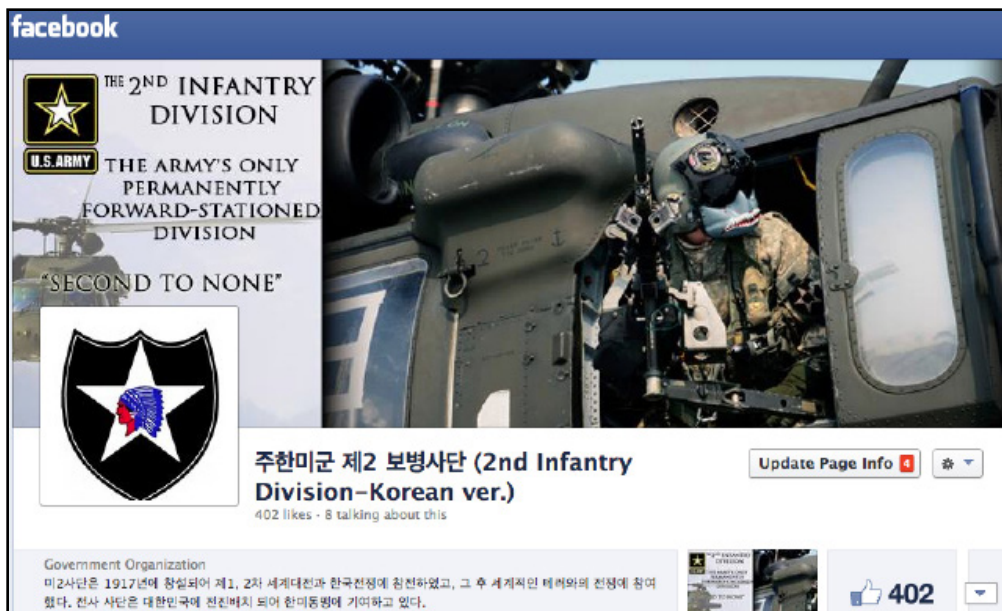 facebook
THE 2ND INFANTRY
DIVISION
U.S. ARMY
THE ARMY'S ONLY
PERMANENTLY
FORWARD-STATIONED
DIVISION
"SECOND TO NONE"
주한미군 제2 보병사단 (2nd Infantry
Division-Korean ver.)
402 likes · 8 talking about this
Update Page Info 4
Government Organization
미2사단은 1917년에 창설되어 제1, 2차 세계대전과 한국전쟁에 참전하였고, 그 후 세계적인 테러와의 전쟁에 참여
했다. 전사 사단은 대한민국에 전진배치 되어 한미동맹에 기여하고 있다.
402